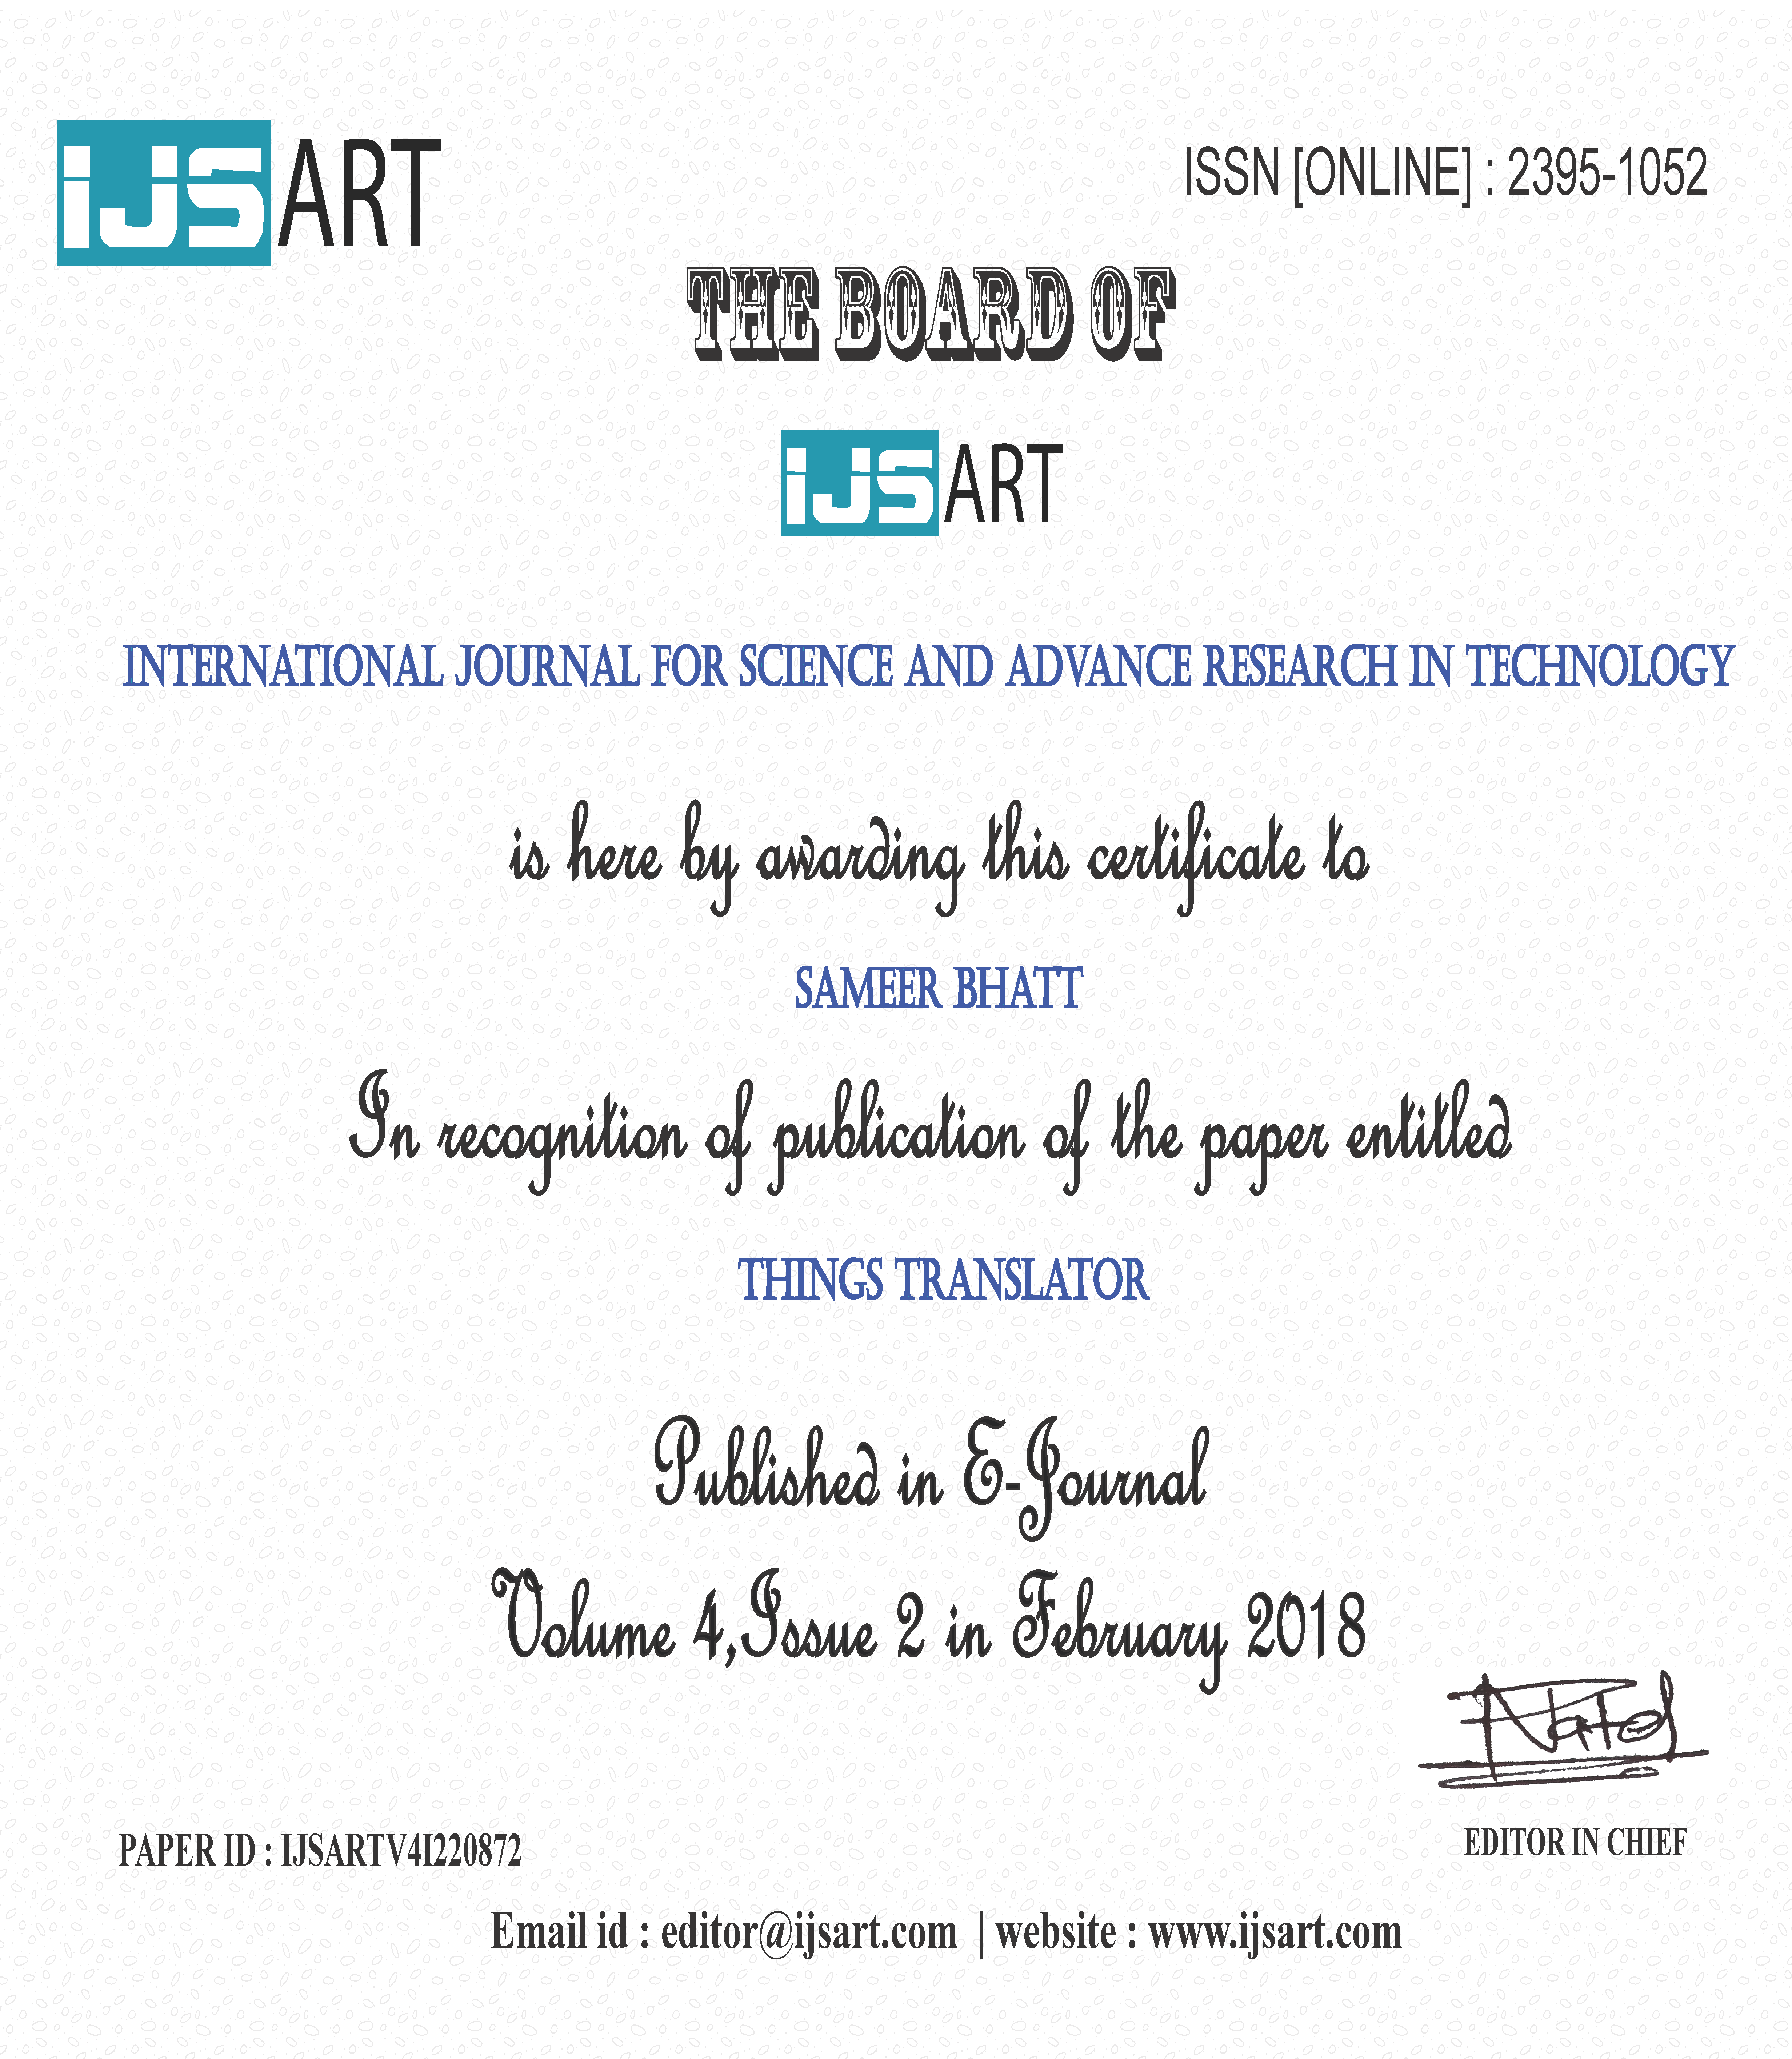 IJSART
ISSN [ONLINE] : 2395-1052
THE BOARD OF
IJSART
INTERNATIONAL JOURNAL FOR SCIENCE AND ADVANCE RESEARCH IN TECHNOLOGY
is here by awarding this certificate to
SAMEER BHATT
In recognition of publication of the paper entitled
THINGS TRANSLATOR
Published in E-Journal
Volume 4,Issue 2 in February 2018
PAPER ID : IJSARTV4I220872
EDITOR IN CHIEF
Email id : editor@ijsart.com | website : www.ijsart.com